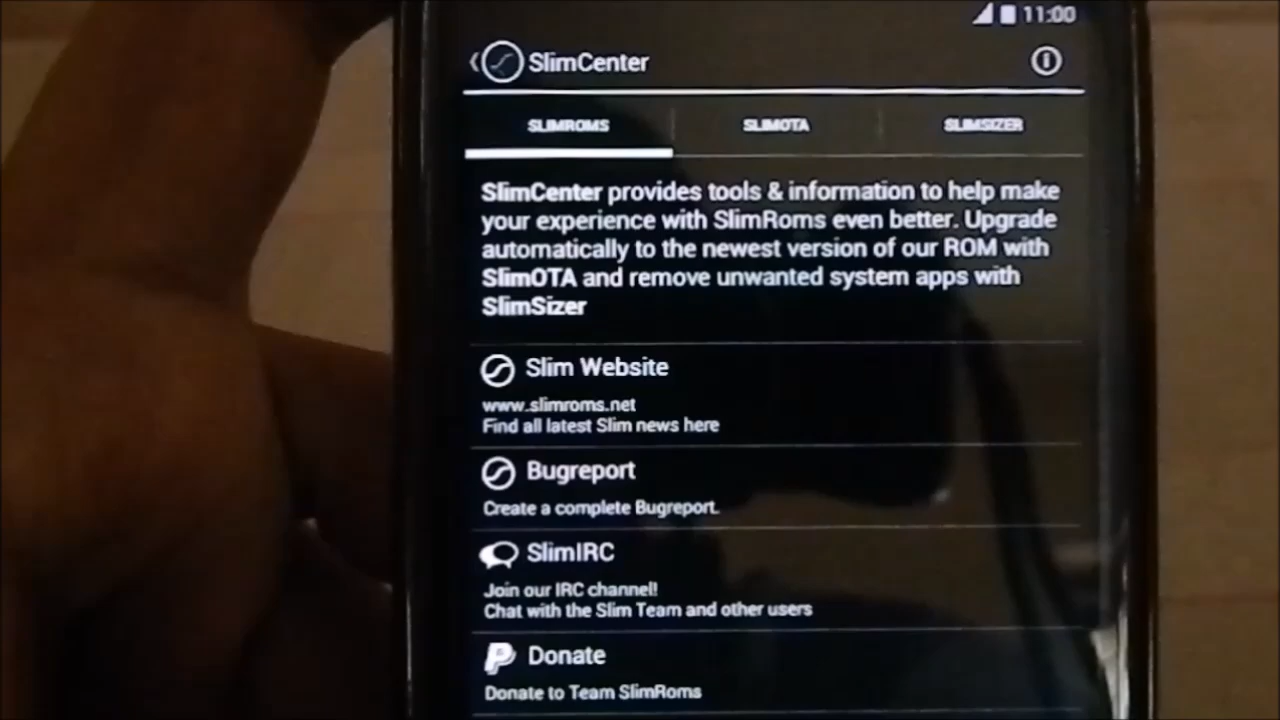 11:00
SlimCenter
SLIMROMS SLIMOTA SLIMSIZER
SlimCenter provides tools & information to help make
your experience with SlimRoms even better. Upgrade
automatically to the newest version of our ROM with
SlimOTA and remove unwanted system apps with
SlimSizer
Slim Website
www.slimroms.net
Find all latest Slim news here
Bugreport
Create a complete Bugreport.
SlimIRC
Join our IRC channel!
Chat with the Slim Team and other users
Donate
Donate to Team SlimRoms